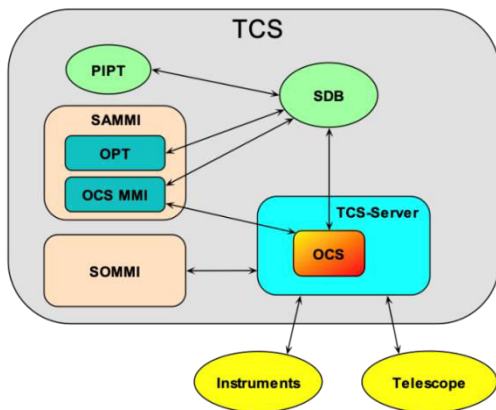 TCS
PIPT
SDB
SAMMI
OPT
OCS MMI
TCS-Server
OCS
SOMMI
Instruments
Telescope